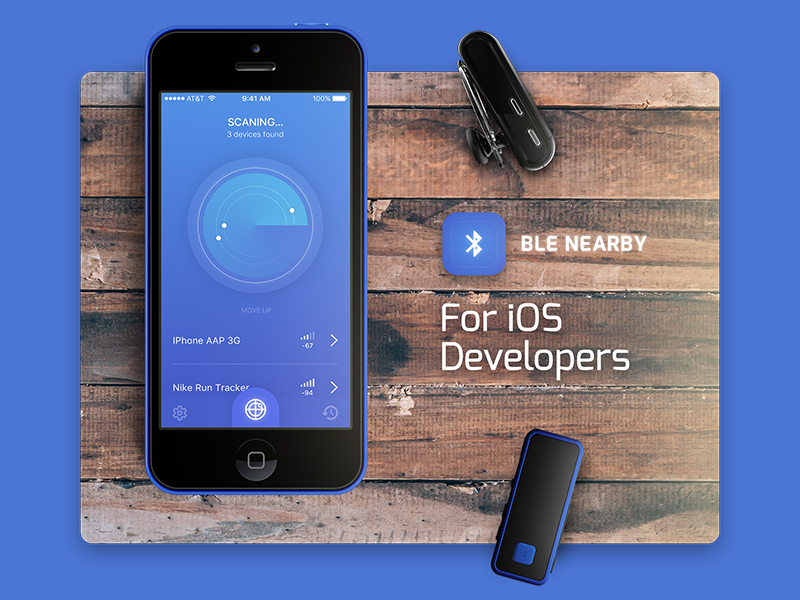 AT&T 9:41 AM 100%
SCANING...
3 devices found
MOVE UP
IPhone AAP 3G -67
Nike Run Tracker -94
BLE NEARBY
For iOS
Developers